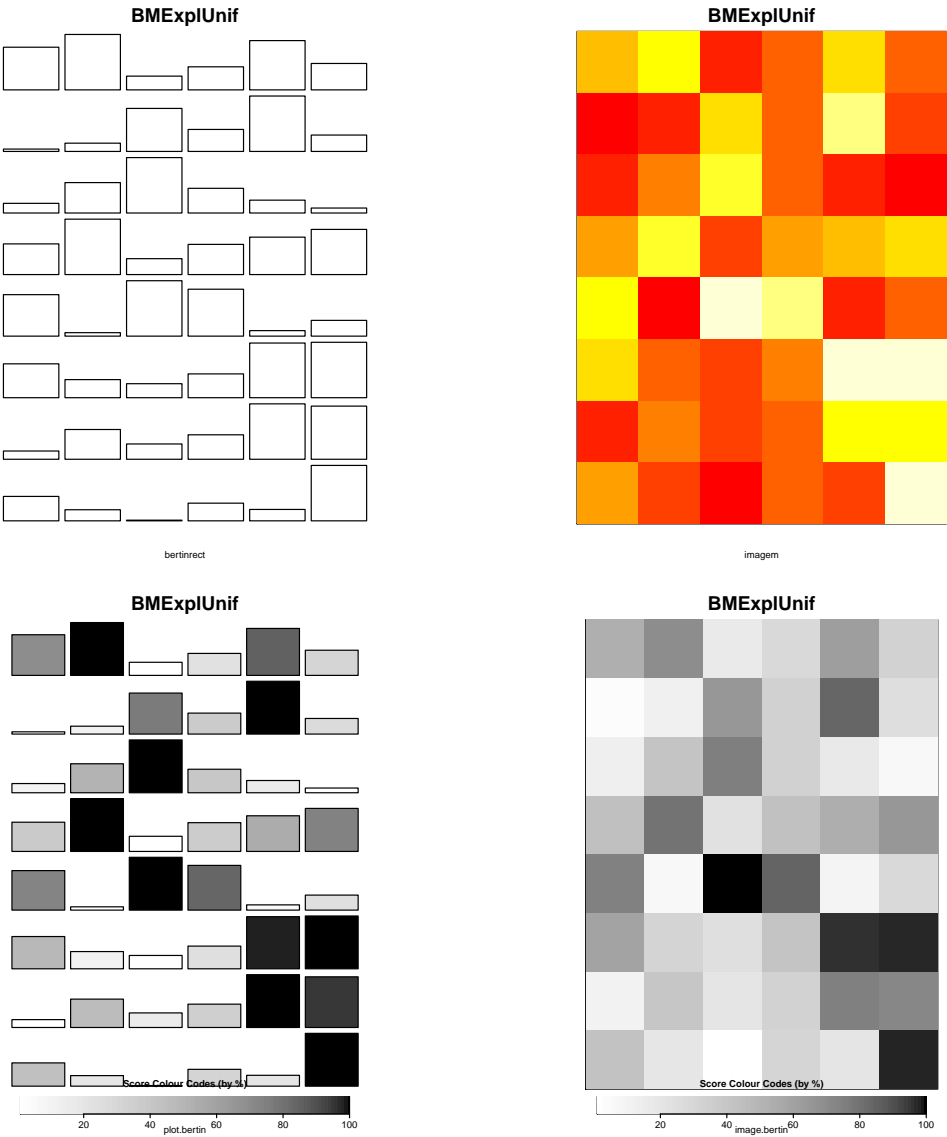 BMExplUnif
BMExplUnif
bertinrect
imagem
BMExplUnif
BMExplUnif
Score Colour Codes (by %)
Score Colour Codes (by %)
20 40 60 80 100
20 40 60 80 100
plot.bertin
image.bertin